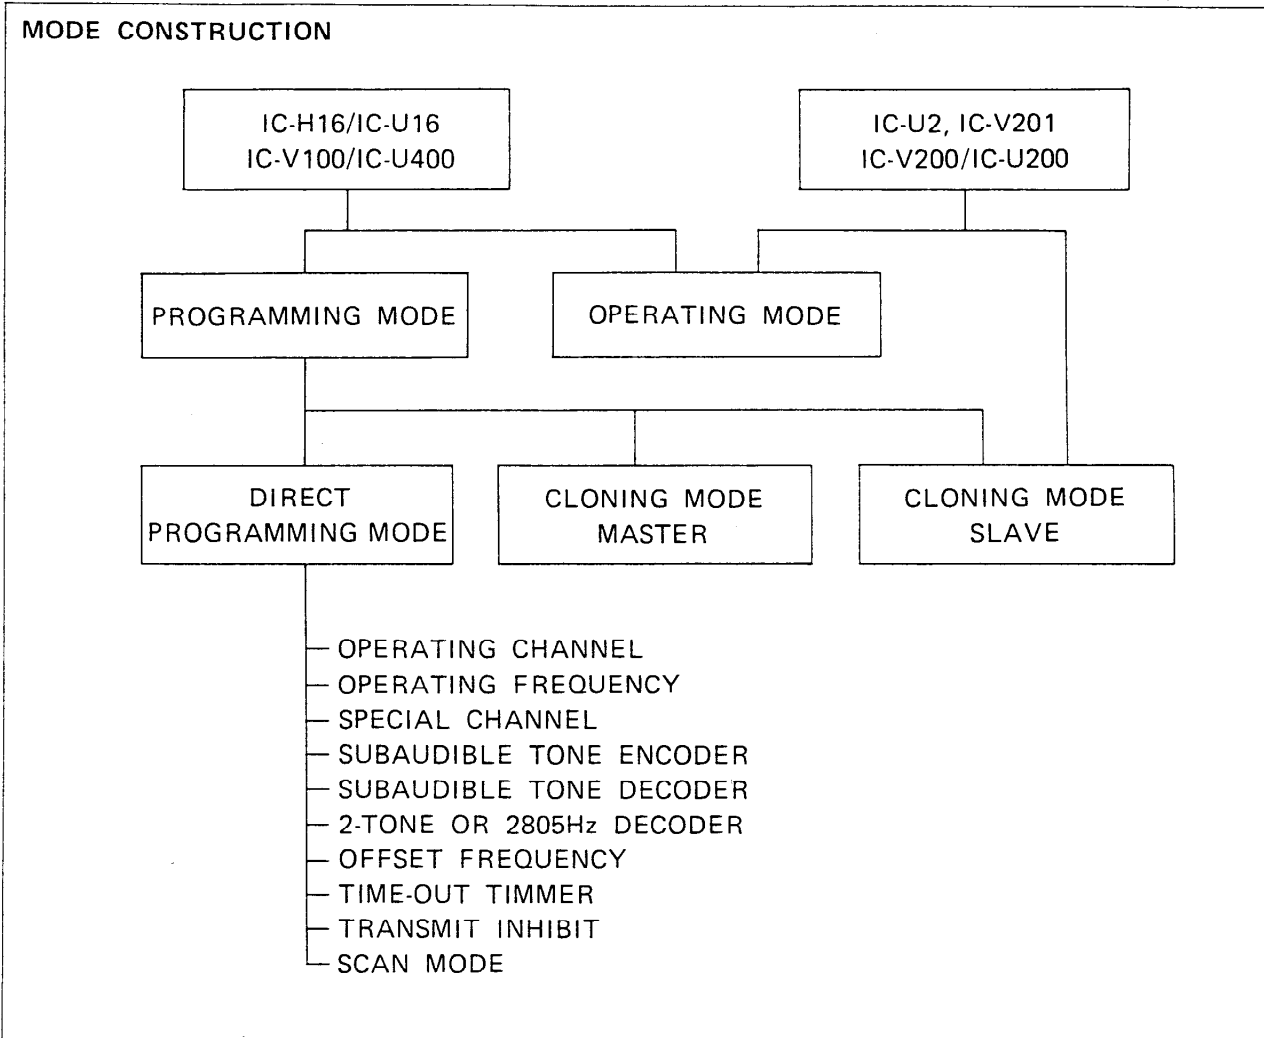 MODE CONSTRUCTION
IC-H16/IC-U16
IC-V100/IC-U400
IC-U2, IC-V201
IC-V200/IC-U200
PROGRAMMING MODE
OPERATING MODE
DIRECT
PROGRAMMING MODE
CLONING MODE
MASTER
CLONING MODE
SLAVE
OPERATING CHANNEL
OPERATING FREQUENCY
SPECIAL CHANNEL
SUBAUDIBLE TONE ENCODER
SUBAUDIBLE TONE DECODER
2-TONE OR 2805Hz DECODER
OFFSET FREQUENCY
TIME-OUT TIMMER
TRANSMIT INHIBIT
SCAN MODE